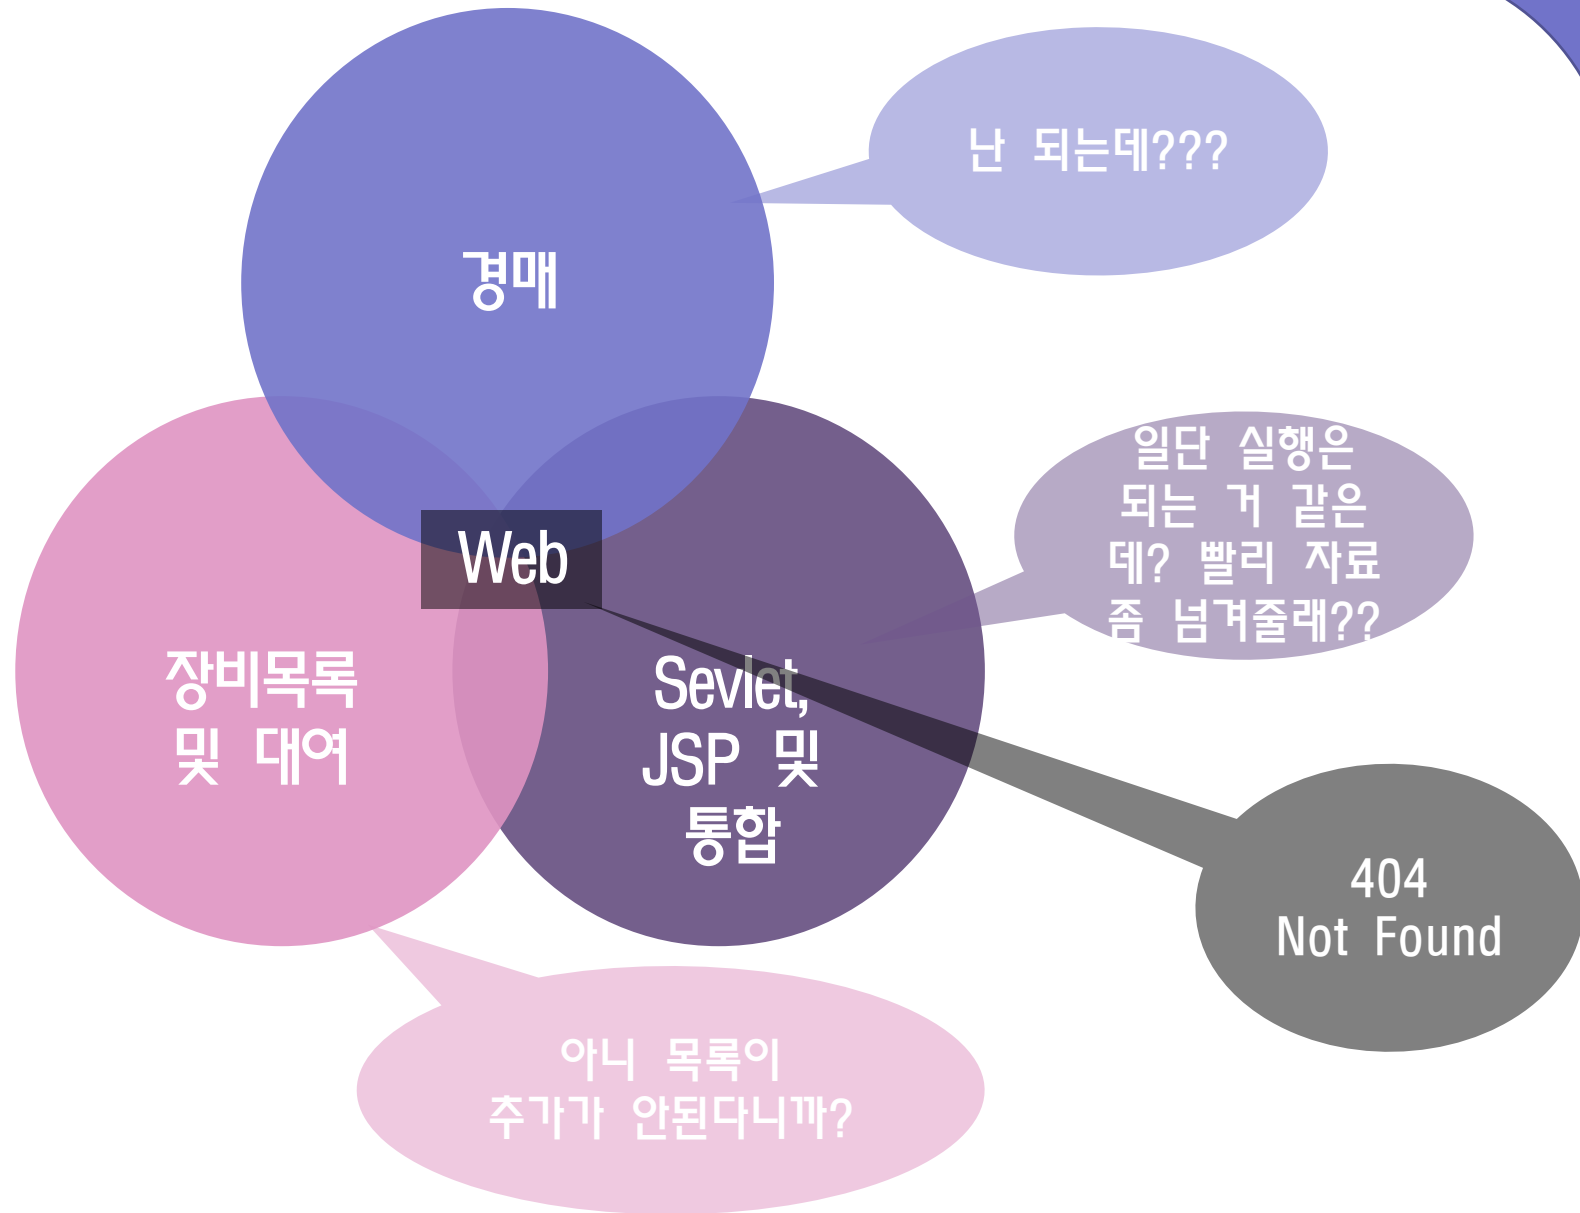 경매
난 되는데???
Web
장비목록
및 대여
Sevlet,
JSP 및
통합
일단 실행은
되는 거 같은
데? 빨리 자료
좀 넘겨줄래??
404
Not Found
아니 목록이
추가가 안된다니까?